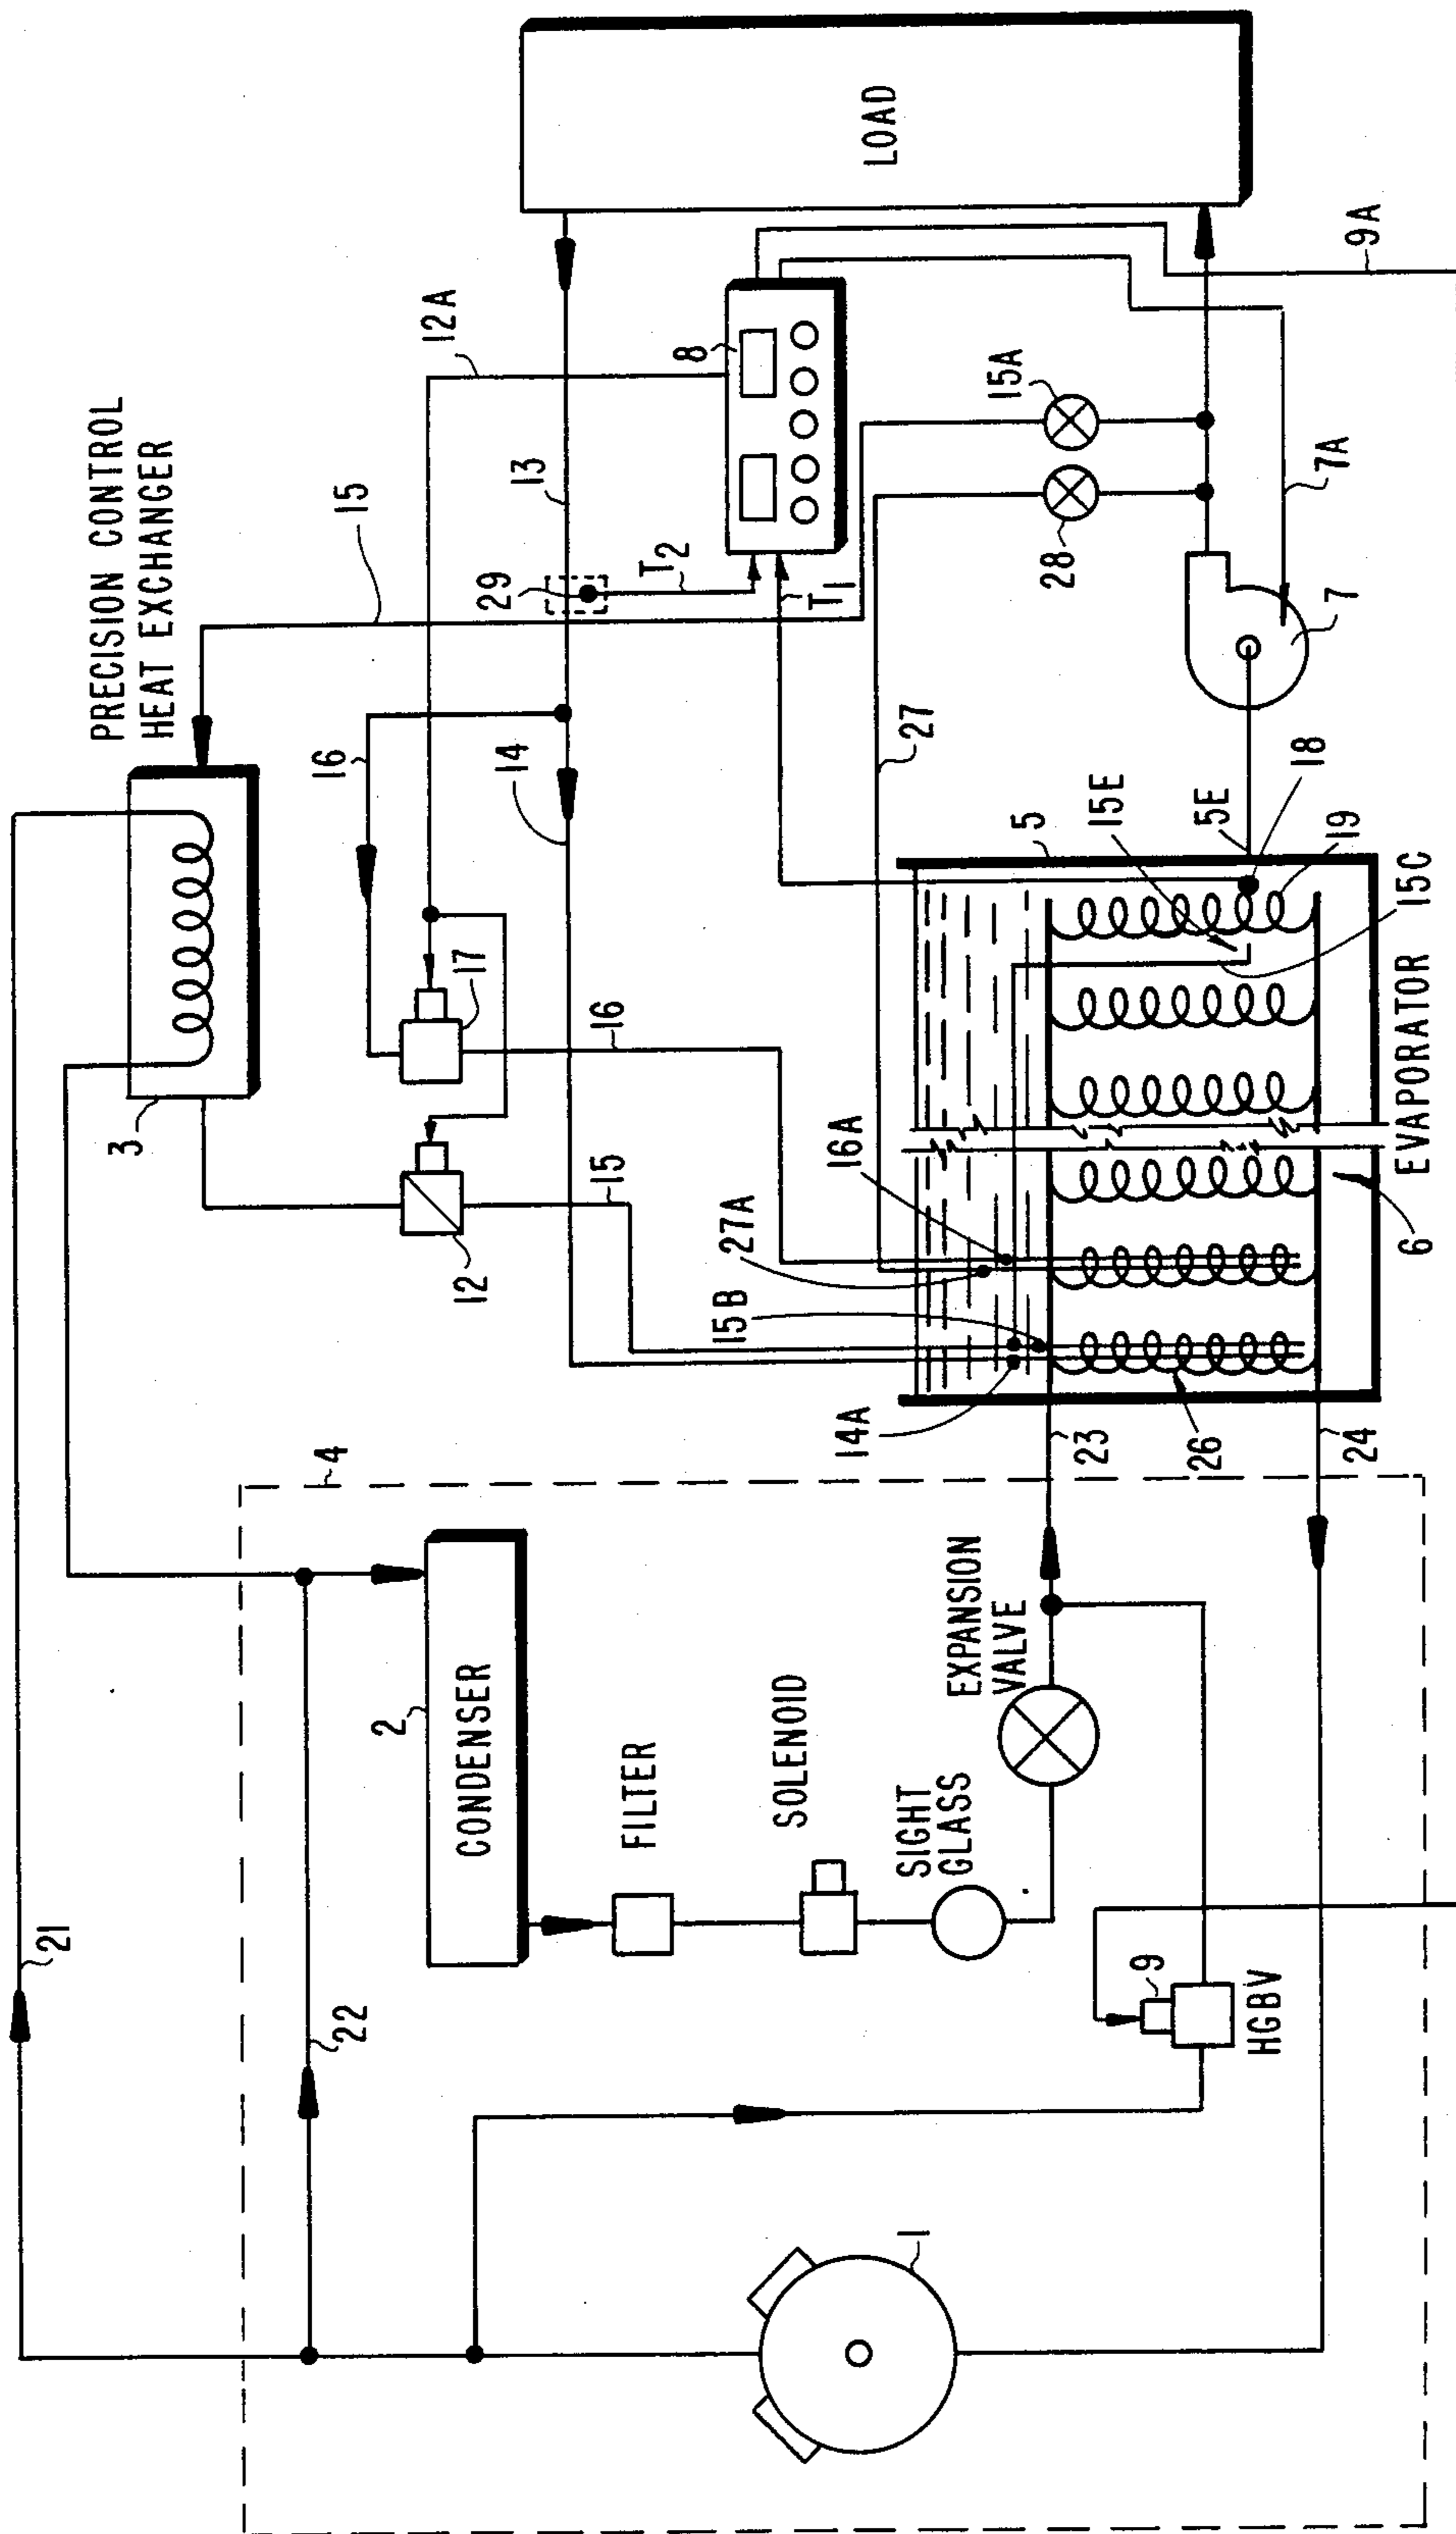 PRECISION CONTROL
HEAT EXCHANGER
LOAD
CONDENSER
FILTER
SOLENOID
SIGHT
GLASS
EXPANSION
VALVE
HGBV
EVAPORATOR
21
22
4
3
2
1
9
15
12A
13
16
14
17
16
12
15
29
T2
T1
8
9A
15A
28
7A
7
27
18
15E
5E
5
19
15C
16A
27A
15B
14A
23
26
24
6